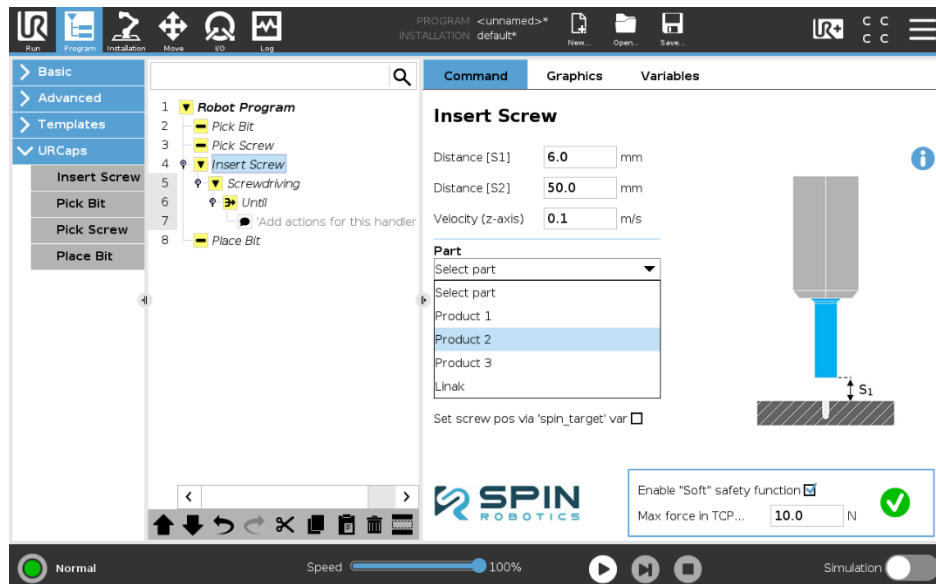 PROGRAM <unnamed>*
INSTALLATION default*
Run
Program
Installation
Move
I/O
Log
New...
Open...
Save...
UR+
C C
C C
Basic
Advanced
Templates
URCaps
Insert Screw
Pick Bit
Pick Screw
Place Bit
1 Robot Program
2 Pick Bit
3 Pick Screw
4 Insert Screw
5 Screwdriving
6 Until
7 'Add actions for this handler
8 Place Bit
Command Graphics Variables
Insert Screw
Distance [S1] 6.0 mm
Distance [S2] 50.0 mm
Velocity (z-axis) 0.1 m/s
Part
Select part
Select part
Product 1
Product 2
Product 3
Linak
S1
Set screw pos via 'spin_target' var
SPIN
ROBOTICS
Enable "Soft" safety function
Max force in TCP... 10.0 N
Normal
Speed 100%
Simulation